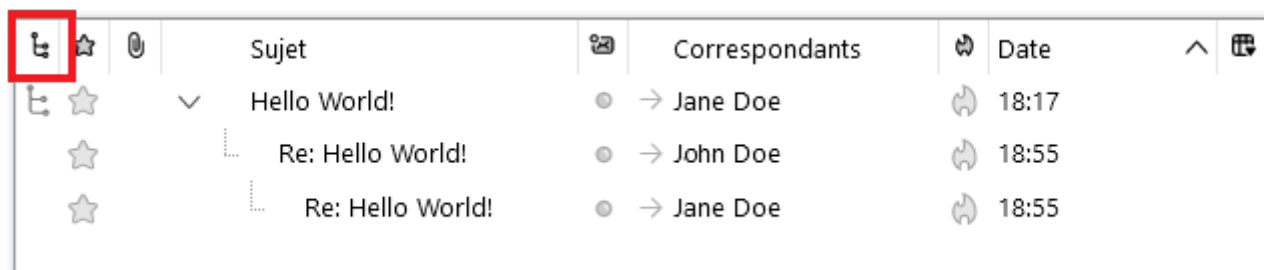 Sujet Correspondants Date
Hello World! Jane Doe 18:17
Re: Hello World! John Doe 18:55
Re: Hello World! Jane Doe 18:55